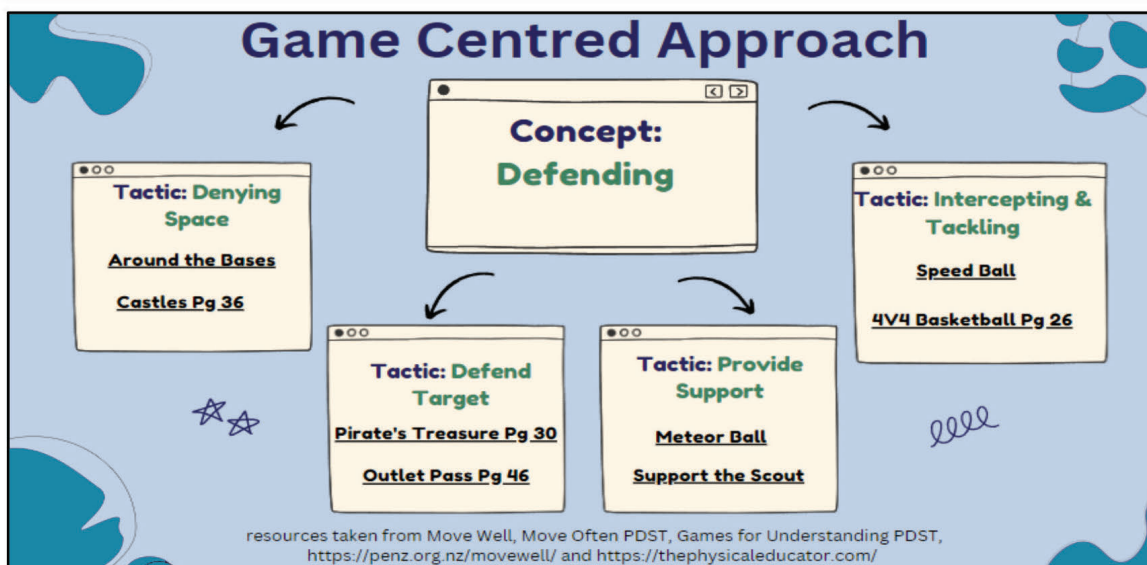 Game Centred Approach
Concept:
Defending
Tactic: Denying
Space
Around the Bases
Castles Pg 36
Tactic: Defend
Target
Pirate's Treasure Pg 30
Outlet Pass Pg 46
Tactic: Provide
Support
Meteor Ball
Support the Scout
Tactic: Intercepting &
Tackling
Speed Ball
4V4 Basketball Pg 26
resources taken from Move Well, Move Often PDST, Games for Understanding PDST,
https://penz.org.nz/movewell/ and https://thephysicaleducator.com/